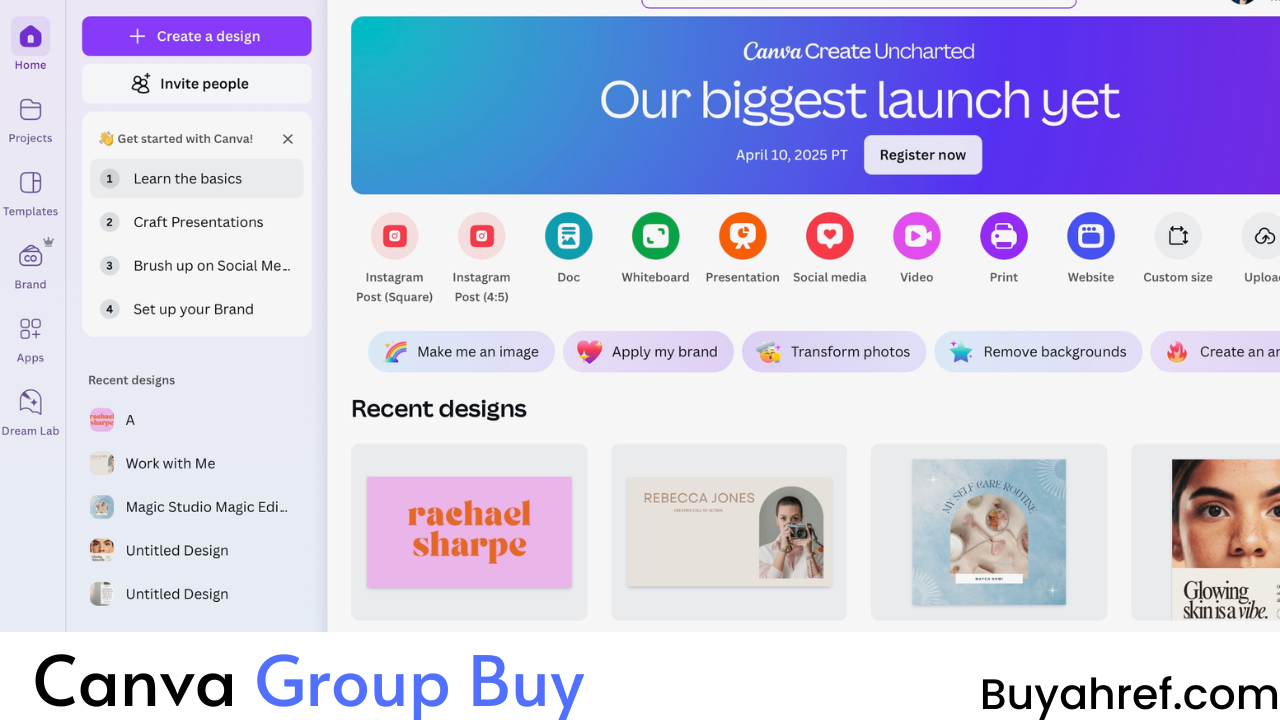 Home
Projects
Templates
Brand
Apps
Dream Lab
Create a design
Invite people
👋 Get started with Canva!
1 Learn the basics
2 Craft Presentations
3 Brush up on Social Me...
4 Set up your Brand
Recent designs
A
Work with Me
Magic Studio Magic Edi...
Untitled Design
Untitled Design
Canva Create Uncharted
Our biggest launch yet
April 10, 2025 PT
Register now
Instagram
Post (Square)
Instagram
Post (4:5)
Doc
Whiteboard
Presentation
Social media
Video
Print
Website
Custom size
Make me an image
Apply my brand
Transform photos
Remove backgrounds
Create an
Recent designs
rachael
sharpe
REBECCA JONES
MY SELF CARE ROUTINE
WATCH NOW!
Glowing
skin is a vibe.
Canva Group Buy
Buyahref.com